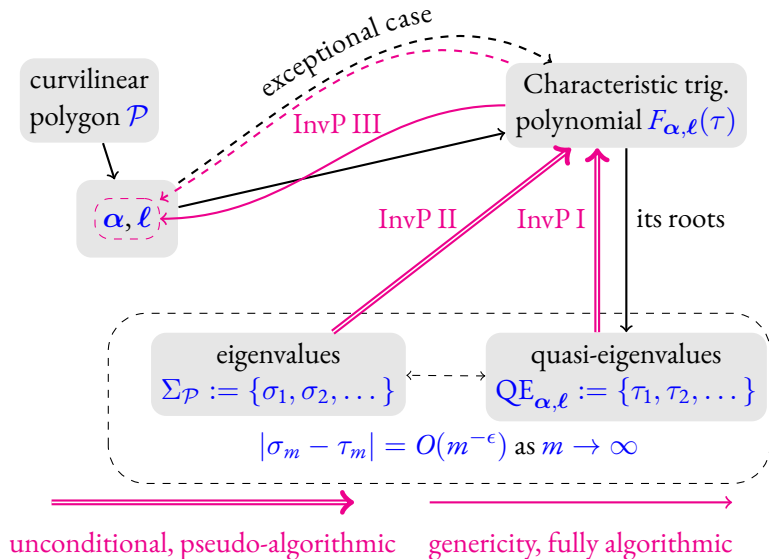 exceptional case
curvilinear
polygon 𝒫
Characteristic trig.
polynomial F_{α,ℓ}(τ)
InvP III
α, ℓ
InvP II
InvP I
its roots
eigenvalues
Σ_𝒫 := {σ₁, σ₂, . . . }
quasi-eigenvalues
QE_{α,ℓ} := {τ₁, τ₂, . . . }
|σ_m − τ_m| = O(m^{−ϵ}) as m → ∞
unconditional, pseudo-algorithmic
genericity, fully algorithmic